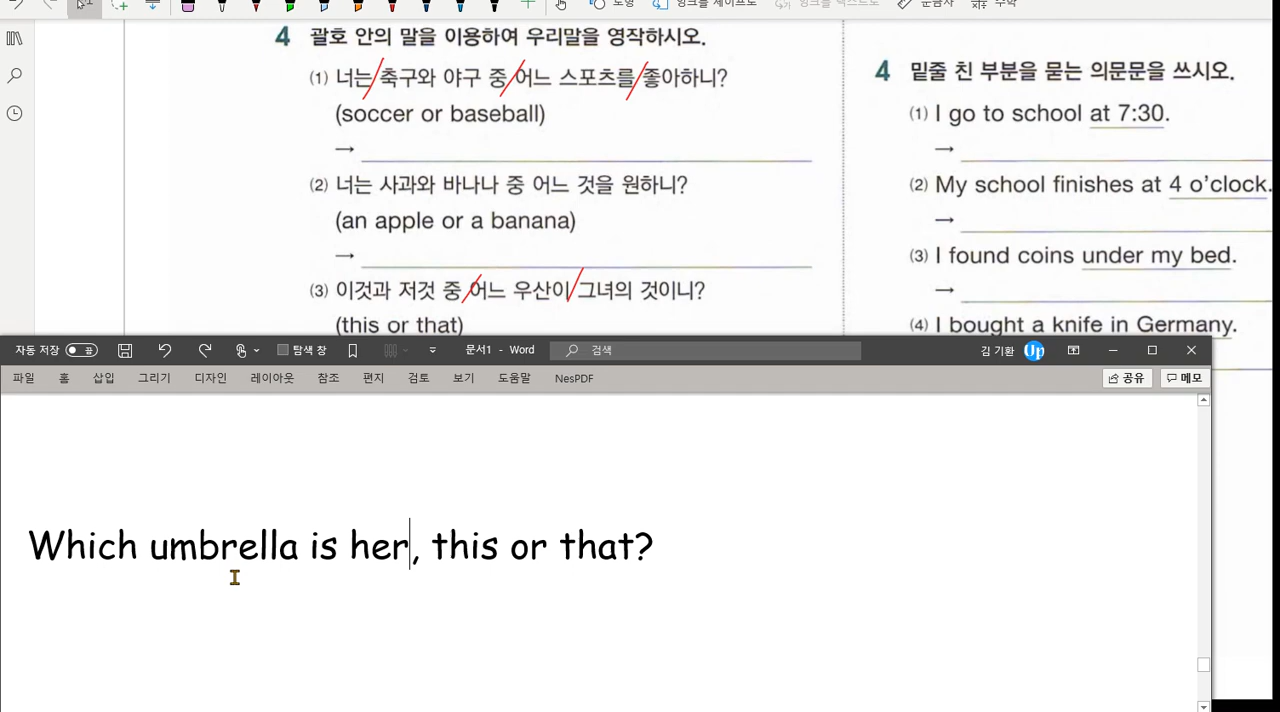 4 괄호 안의 말을 이용하여 우리말을 영작하시오.
(1) 너는 축구와 야구 중 어느 스포츠를 좋아하니?
(soccer or baseball)
→
(2) 너는 사과와 바나나 중 어느 것을 원하니?
(an apple or a banana)
→
(3) 이것과 저것 중 어느 우산이 그녀의 것이니?
(this or that)
4 밑줄 친 부분을 묻는 의문문을 쓰시오.
(1) I go to school at 7:30.
→
(2) My school finishes at 4 o'clock.
→
(3) I found coins under my bed.
→
(4) I bought a knife in Germany.
자동 저장 끔 탐색 창 문서1 - Word 검색 김 기환 Up
파일 홈 삽입 그리기 디자인 레이아웃 참조 편지 검토 보기 도움말 NesPDF 공유 메모
Which umbrella is her, this or that?